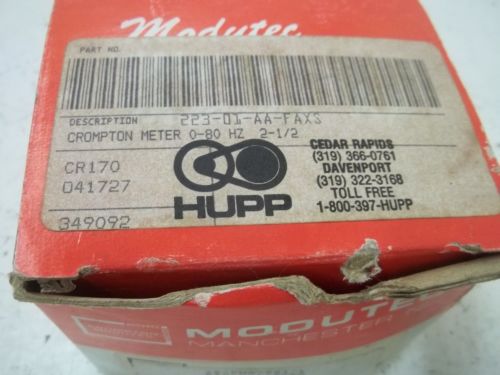 Modutec
PART NO.
DESCRIPTION 223-01-AA-FAXS
CROMPTON METER 0-80 HZ 2-1/2
CR170
041727
349092
HUPP
CEDAR RAPIDS
(319) 366-0761
DAVENPORT
(319) 322-3168
TOLL FREE
1-800-397-HUPP
MODUTEC
MANCHESTER